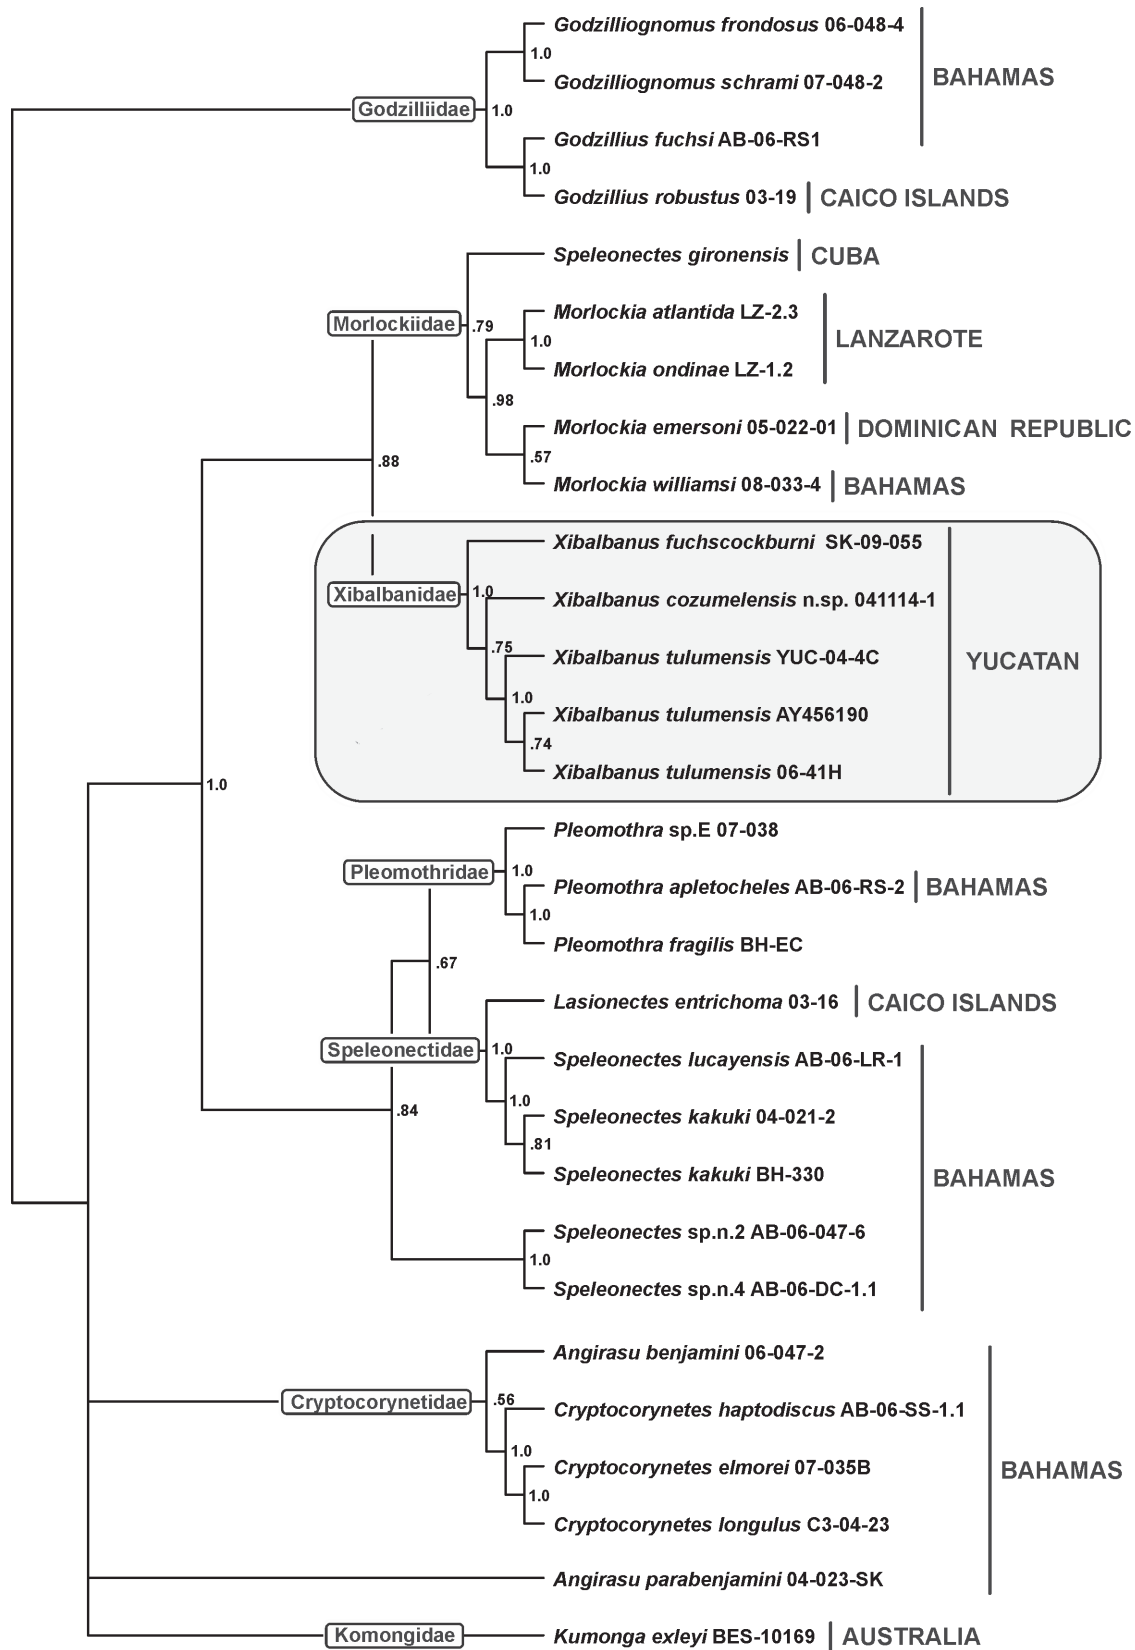 Godzilliognomus frondosus 06-048-4
1.0
Godzilliognomus schrami 07-048-2
BAHAMAS
Godzilliidae
1.0
Godzillius fuchsi AB-06-RS1
1.0
Godzillius robustus 03-19
CAICO ISLANDS
Speleonectes gironensis
CUBA
Morlockiidae
.79
Morlockia atlantida LZ-2.3
1.0
LANZAROTE
Morlockia ondinae LZ-1.2
.98
Morlockia emersoni 05-022-01
DOMINICAN REPUBLIC
.57
.88
Morlockia williamsi 08-033-4
BAHAMAS
Xibalbanus fuchscockburni SK-09-055
Xibalbanidae
1.0
Xibalbanus cozumelensis n.sp. 041114-1
.75
Xibalbanus tulumensis YUC-04-4C
YUCATAN
1.0
Xibalbanus tulumensis AY456190
.74
Xibalbanus tulumensis 06-41H
1.0
Pleomothra sp.E 07-038
Pleomothridae
1.0
Pleomothra apletocheles AB-06-RS-2
BAHAMAS
1.0
Pleomothra fragilis BH-EC
.67
Lasionectes entrichoma 03-16
CAICO ISLANDS
Speleonectidae
1.0
Speleonectes lucayensis AB-06-LR-1
1.0
Speleonectes kakuki 04-021-2
.84
.81
Speleonectes kakuki BH-330
BAHAMAS
Speleonectes sp.n.2 AB-06-047-6
1.0
Speleonectes sp.n.4 AB-06-DC-1.1
Angirasu benjamini 06-047-2
Cryptocorynetidae
.56
Cryptocorynetes haptodiscus AB-06-SS-1.1
1.0
Cryptocorynetes elmorei 07-035B
BAHAMAS
1.0
Cryptocorynetes longulus C3-04-23
Angirasu parabenjamini 04-023-SK
Komongidae
Kumonga exleyi BES-10169
AUSTRALIA